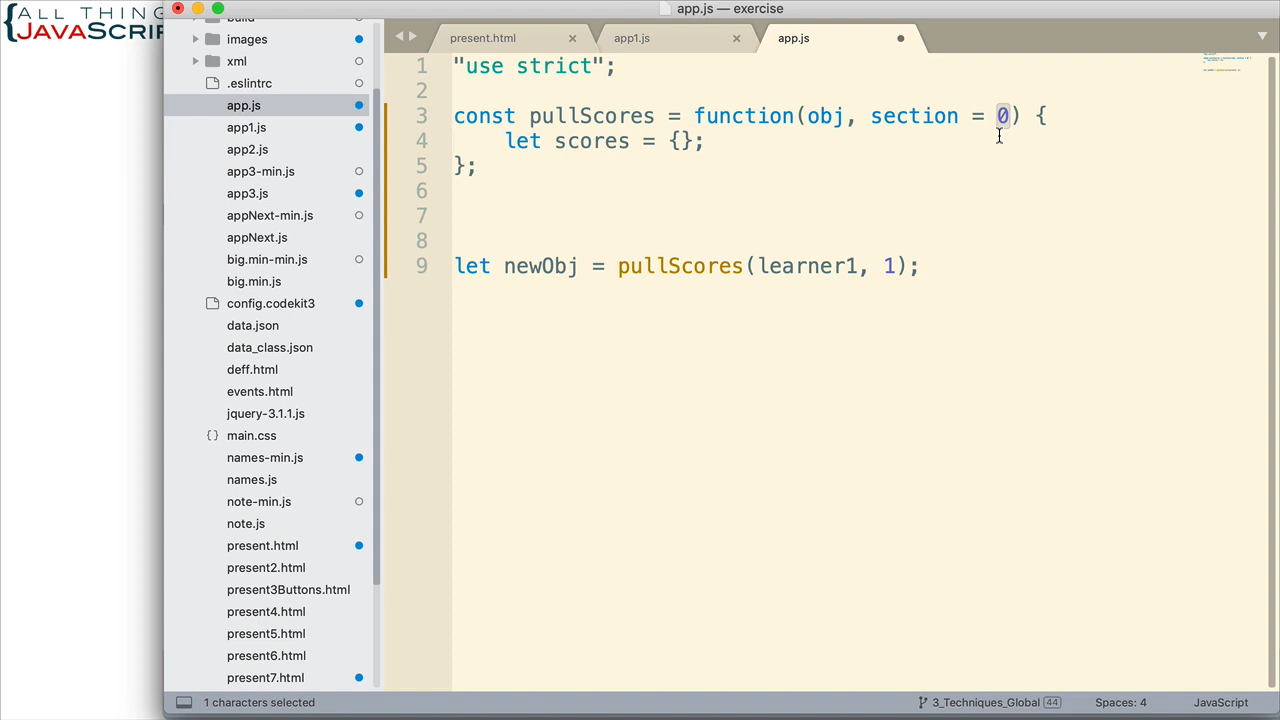 {ALL THING
JAVASCRIP
app.js — exercise
images
xml
.eslintrc
app.js
app1.js
app2.js
app3-min.js
app3.js
appNext-min.js
appNext.js
big.min-min.js
big.min.js
config.codekit3
data.json
data_class.json
deff.html
events.html
jquery-3.1.1.js
{} main.css
names-min.js
names.js
note-min.js
note.js
present.html
present2.html
present3Buttons.html
present4.html
present5.html
present6.html
present7.html
present.html
app1.js
app.js
1 "use strict";
2
3 const pullScores = function(obj, section = 0) {
4 let scores = {};
5 };
6
7
8
9 let newObj = pullScores(learner1, 1);
1 characters selected
3_Techniques_Global 44
Spaces: 4
JavaScript